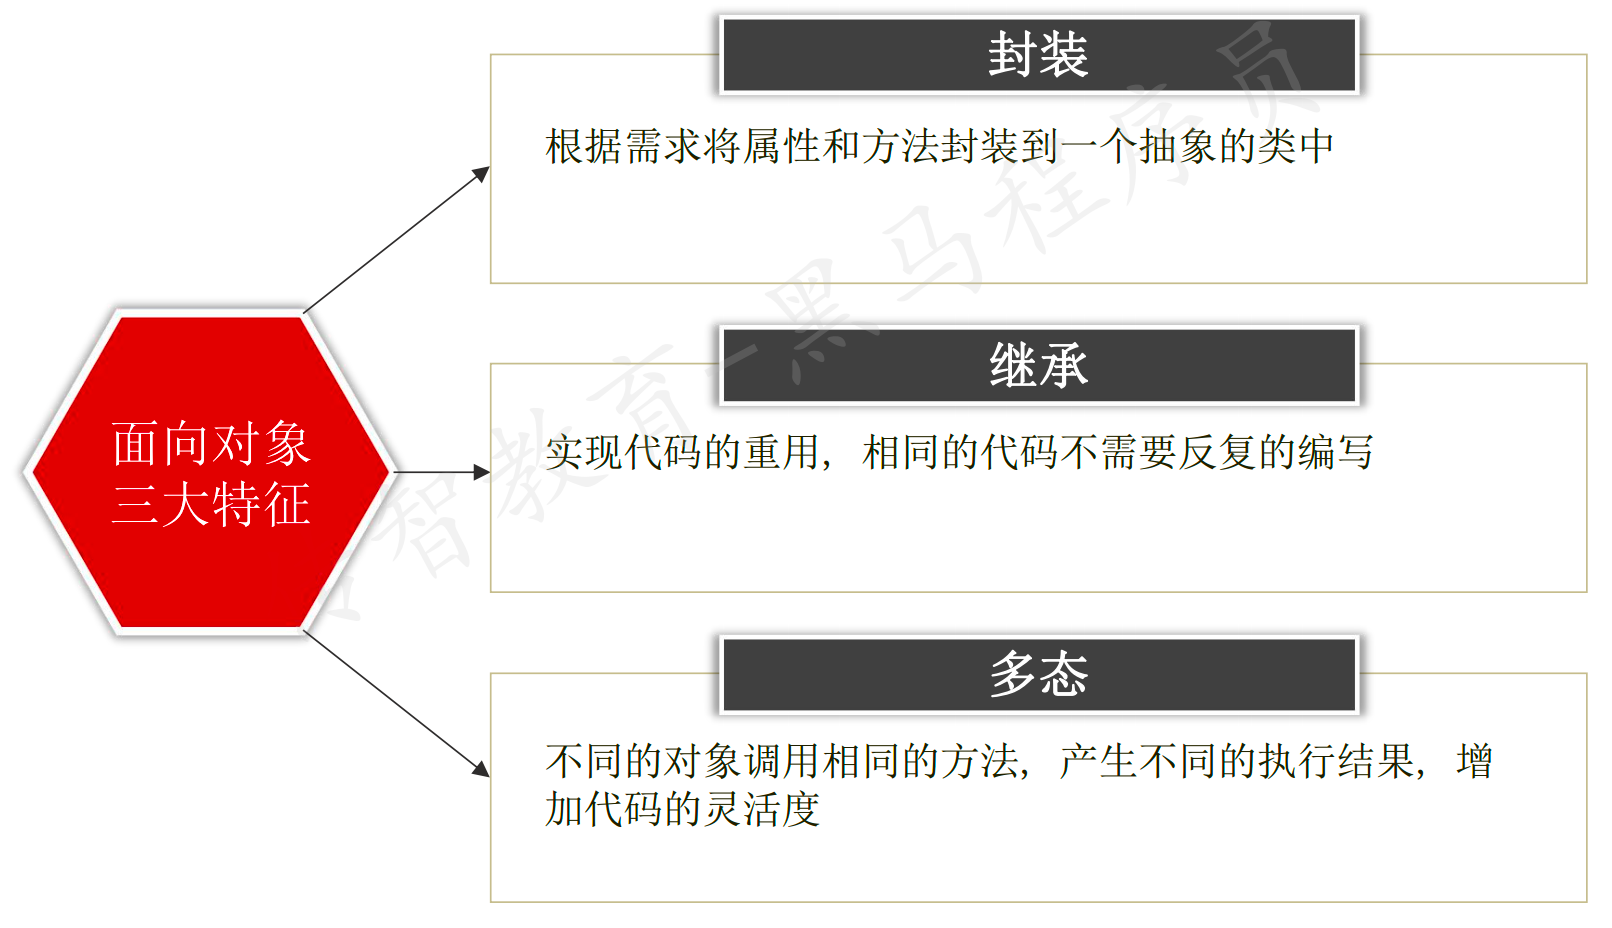 面向对象
三大特征
封装
根据需求将属性和方法封装到一个抽象的类中
继承
实现代码的重用，相同的代码不需要反复的编写
多态
不同的对象调用相同的方法，产生不同的执行结果，增
加代码的灵活度
智教育-黑马程序员